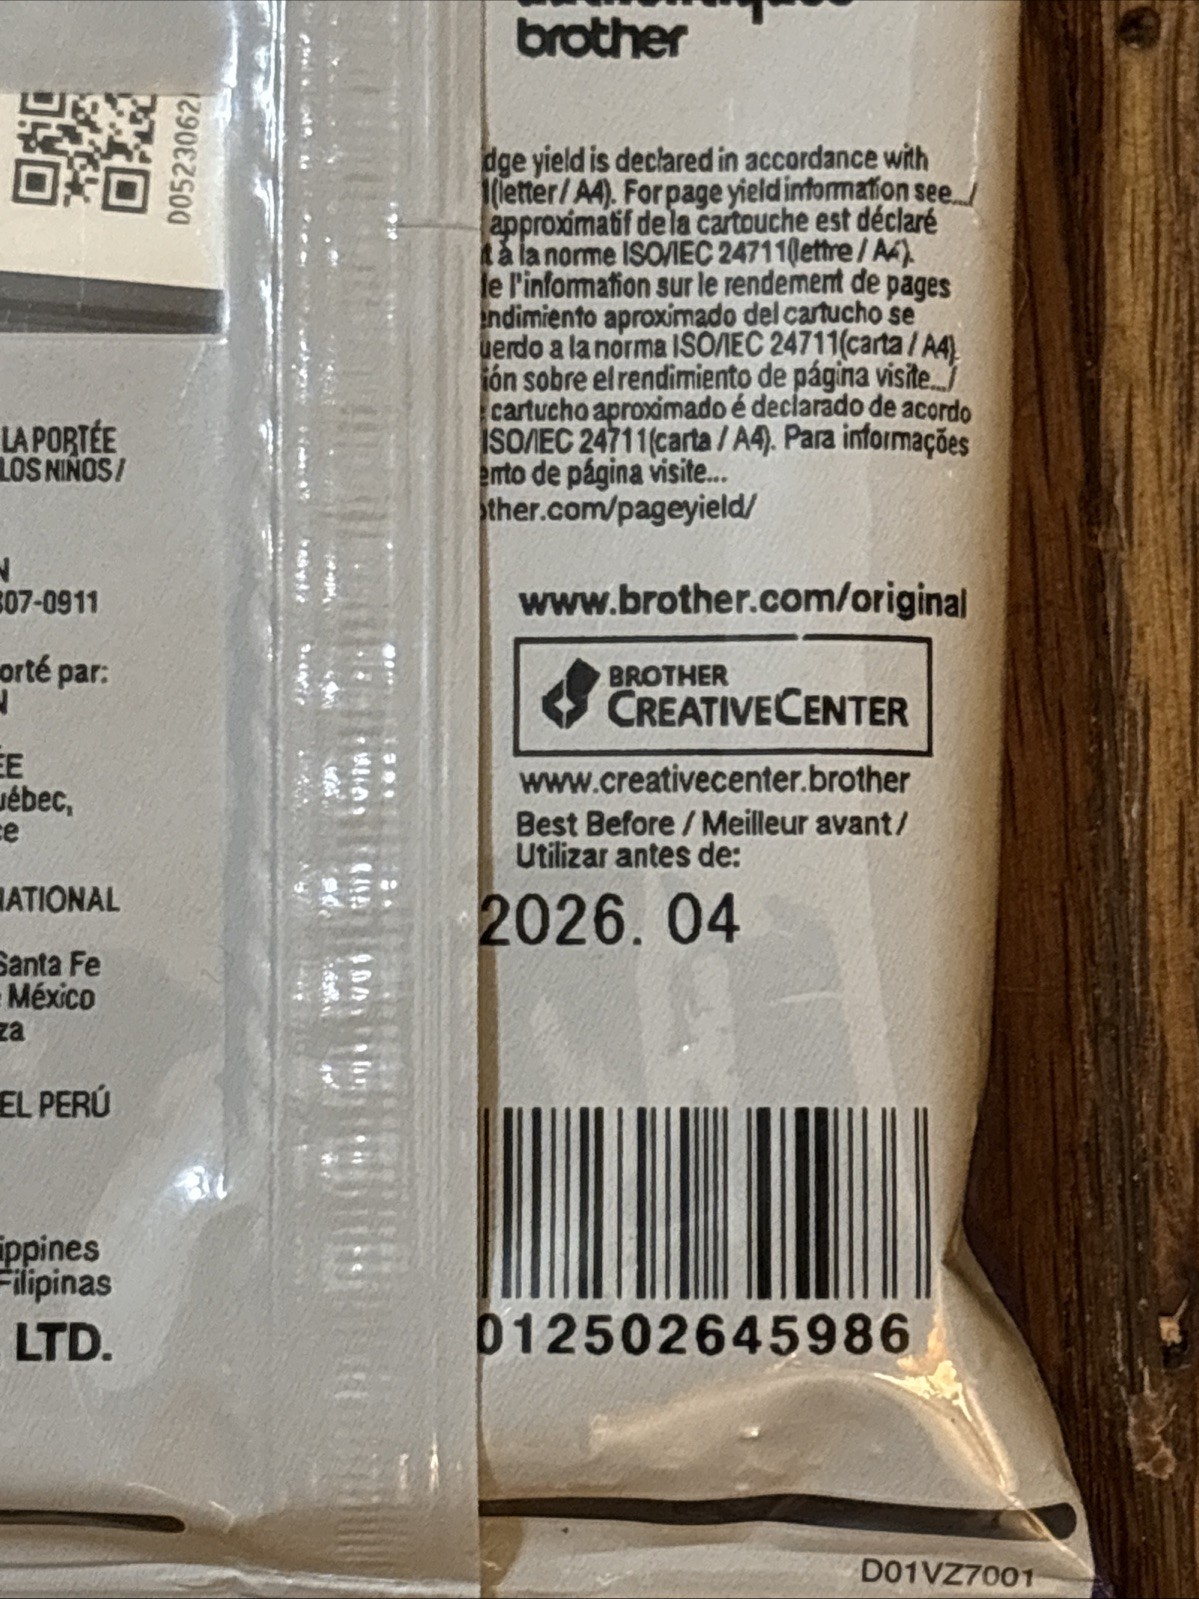 D0523062
LA PORTÉE
LOS NIÑOS /
307-0911
orté par:
uébec,
NATIONAL
Santa Fe
México
EL PERÚ
ippines
Filipinas
LTD.
brother
dge yield is declared in accordance with
(letter / A4). For page yield information see.../
approximatif de la cartouche est déclaré
t à la norme ISO/IEC 24711(lettre / A4).
le l'information sur le rendement de pages
endimiento aproximado del cartucho se
uerdo a la norma ISO/IEC 24711(carta / A4).
ión sobre el rendimiento de página visite.../
cartucho aproximado é declarado de acordo
ISO/IEC 24711(carta / A4). Para informações
ento de página visite...
ther.com/pageyield/
www.brother.com/original
BROTHER
CREATIVECENTER
www.creativecenter.brother
Best Before / Meilleur avant /
Utilizar antes de:
2026. 04
012502645986
D01VZ7001